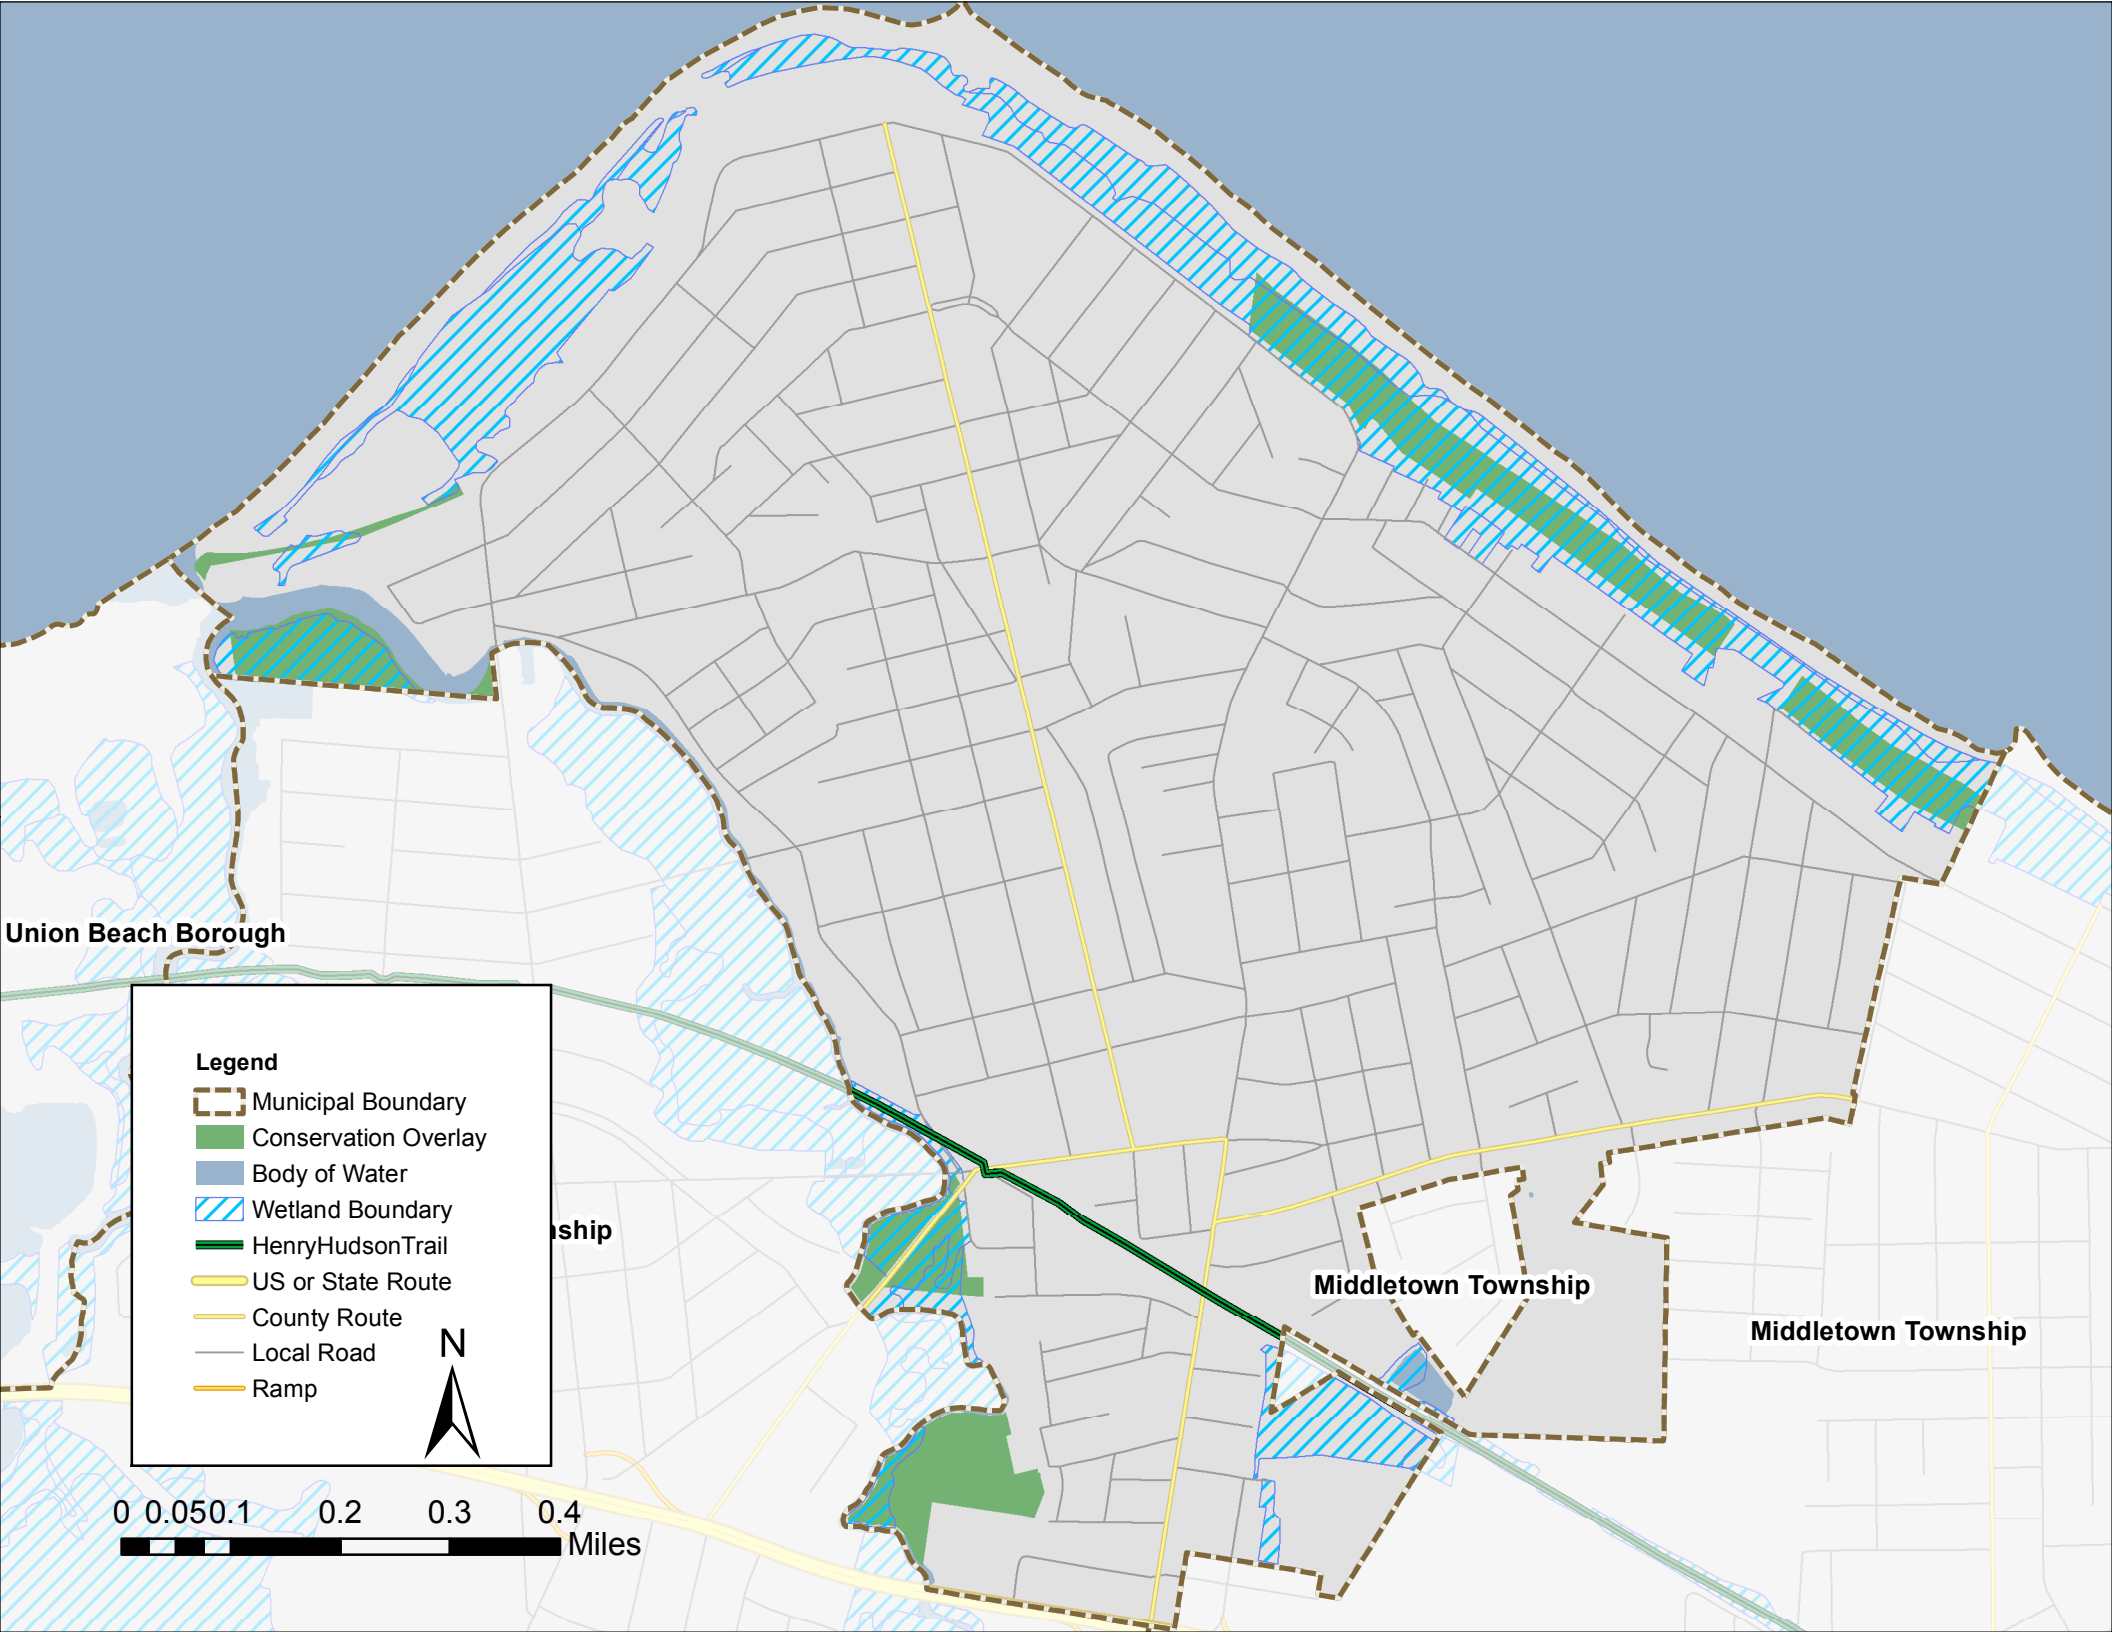 Union Beach Borough
Legend
Municipal Boundary
Conservation Overlay
Body of Water
Wetland Boundary
HenryHudsonTrail
US or State Route
County Route
Local Road
Ramp
N
nship
Middletown Township
Middletown Township
0 0.05 0.1 0.2 0.3 0.4
Miles